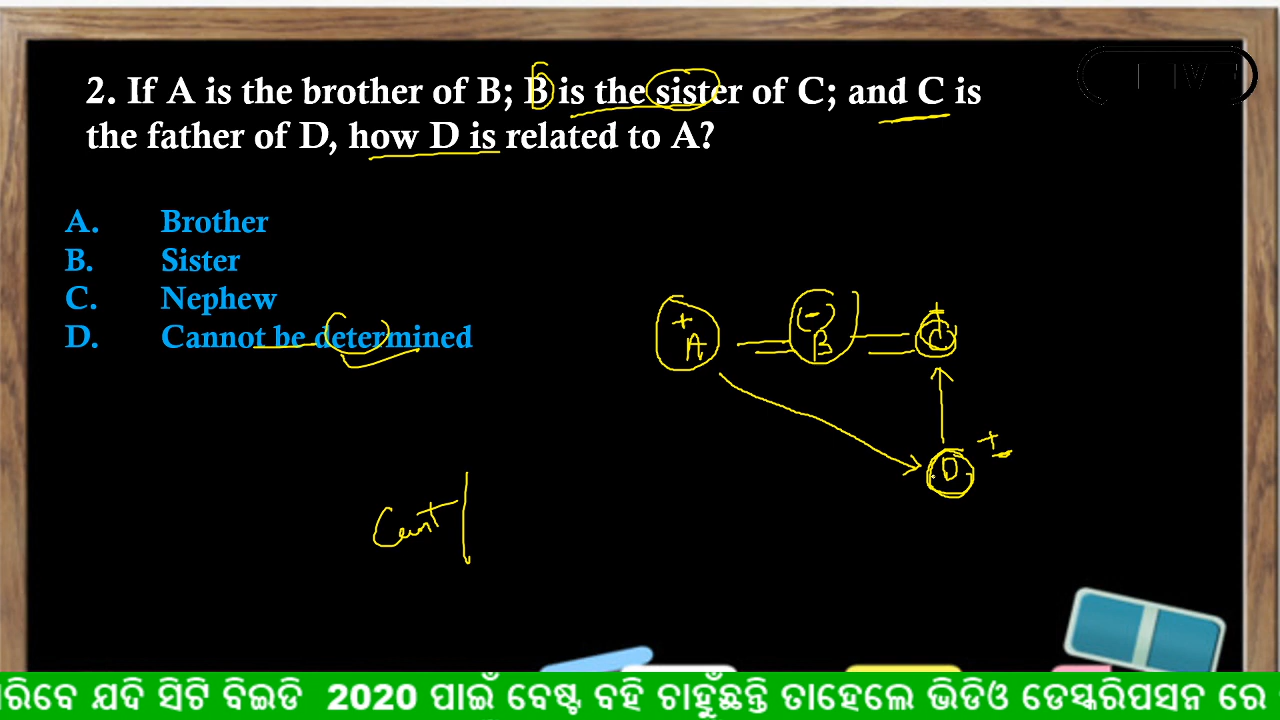 LIVE
2. If A is the brother of B; B is the sister of C; and C is
the father of D, how D is related to A?
A. Brother
B. Sister
C. Nephew
D. Cannot be determined
+ - +
A B C
D ±
Cant
ରିବେ ଯଦି ସିଟି ବିଇଡି 2020 ପାଇଁ ବେଷ୍ଟ ବହି ଚାହୁଁଛନ୍ତି ତାହେଲେ ଭିଡିଓ ଡେସ୍କରିପସନ ରେ